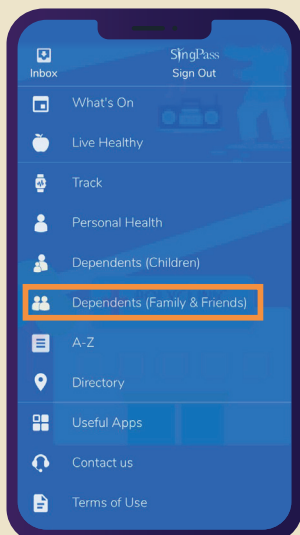 SingPass
Inbox
Sign Out
What's On
Live Healthy
Track
Personal Health
Dependents (Children)
Dependents (Family & Friends)
A-Z
Directory
Useful Apps
Contact us
Terms of Use